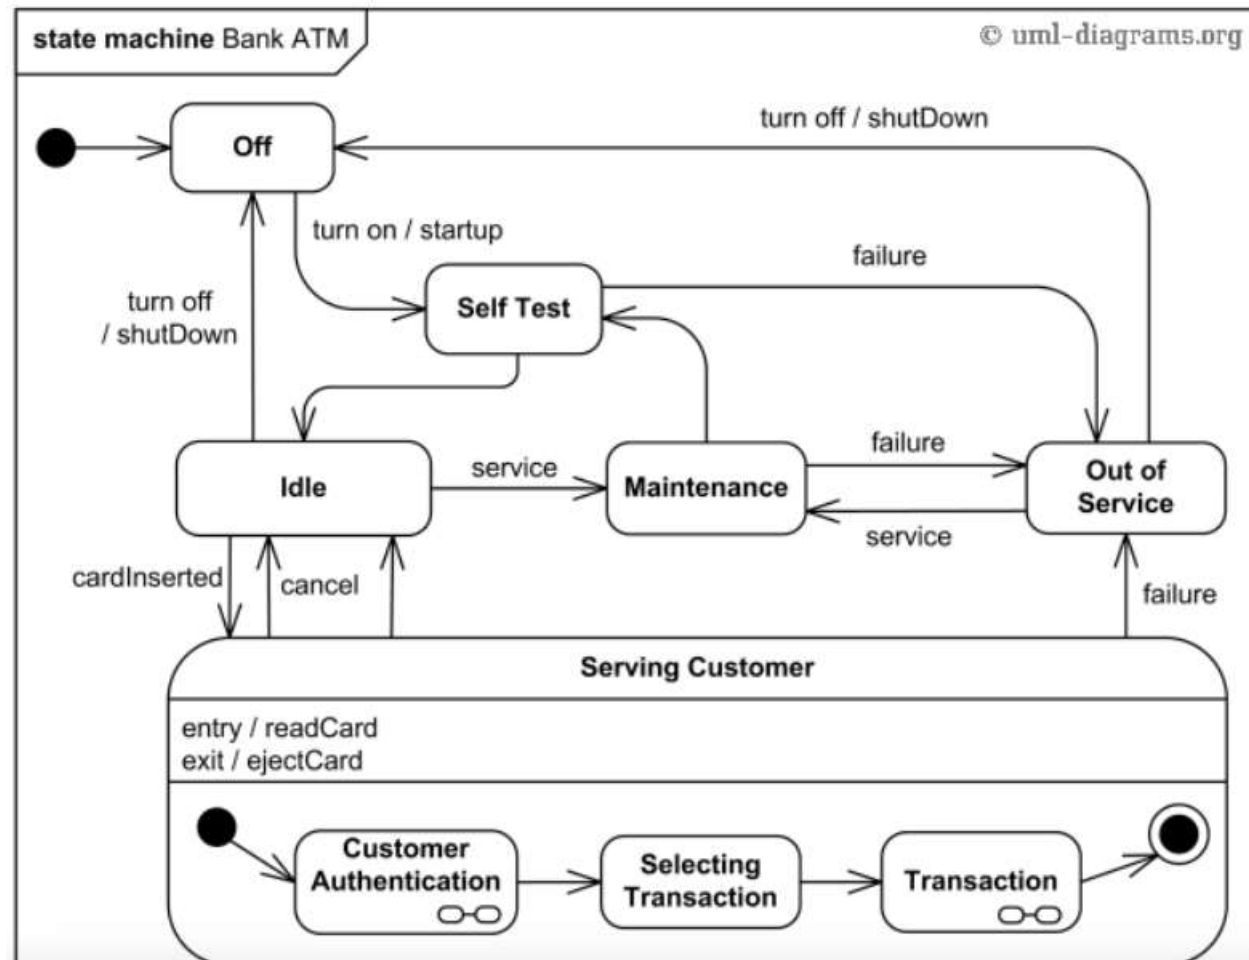 state machine Bank ATM
© uml-diagrams.org
Off
turn off / shutDown
turn on / startup
failure
turn off
/ shutDown
Self Test
Idle
service
Maintenance
failure
service
Out of
Service
cardInserted
cancel
failure
Serving Customer
entry / readCard
exit / ejectCard
Customer
Authentication
Selecting
Transaction
Transaction